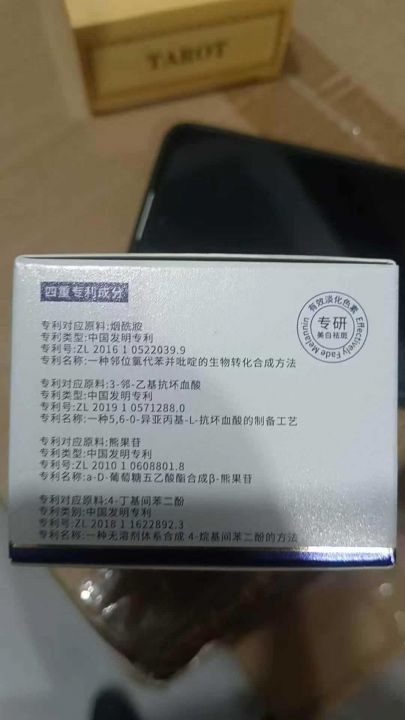 TAROT
四重专利成分
有效淡化色素
专研
美白祛斑
Effectively Fade Melanin
专利对应原料:烟酰胺
专利类型:中国发明专利
专利号:ZL 2016 1 0522039.9
专利名称:一种邻位氯代苯并吡啶的生物转化合成方法
专利对应原料:3-邻-乙基抗坏血酸
专利类型:中国发明专利
专利号:ZL 2019 1 0571288.0
专利名称:一种5,6-0-异亚丙基-L-抗坏血酸的制备工艺
专利对应原料:熊果苷
专利类型:中国发明专利
专利号:ZL 2010 1 0608801.8
专利名称:a-D-葡萄糖五乙酸酯合成β-熊果苷
专利对应原料:4-丁基间苯二酚
专利类别:中国发明专利
专利号:ZL 2018 1 1622892.3
专利名称:一种无溶剂体系合成 4-烷基间苯二酚的方法